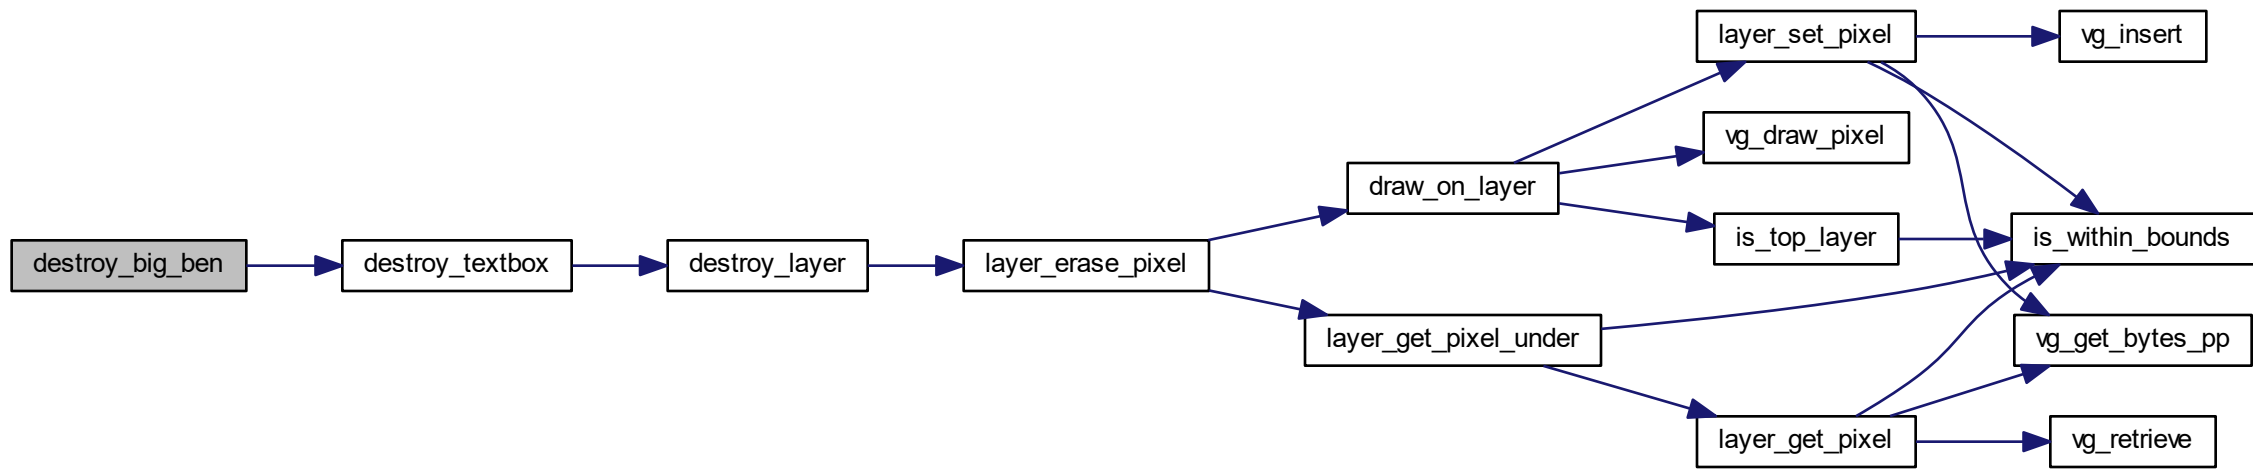 destroy_big_ben
destroy_textbox
destroy_layer
layer_erase_pixel
draw_on_layer
layer_get_pixel_under
layer_set_pixel
vg_draw_pixel
is_top_layer
layer_get_pixel
vg_insert
is_within_bounds
vg_get_bytes_pp
vg_retrieve